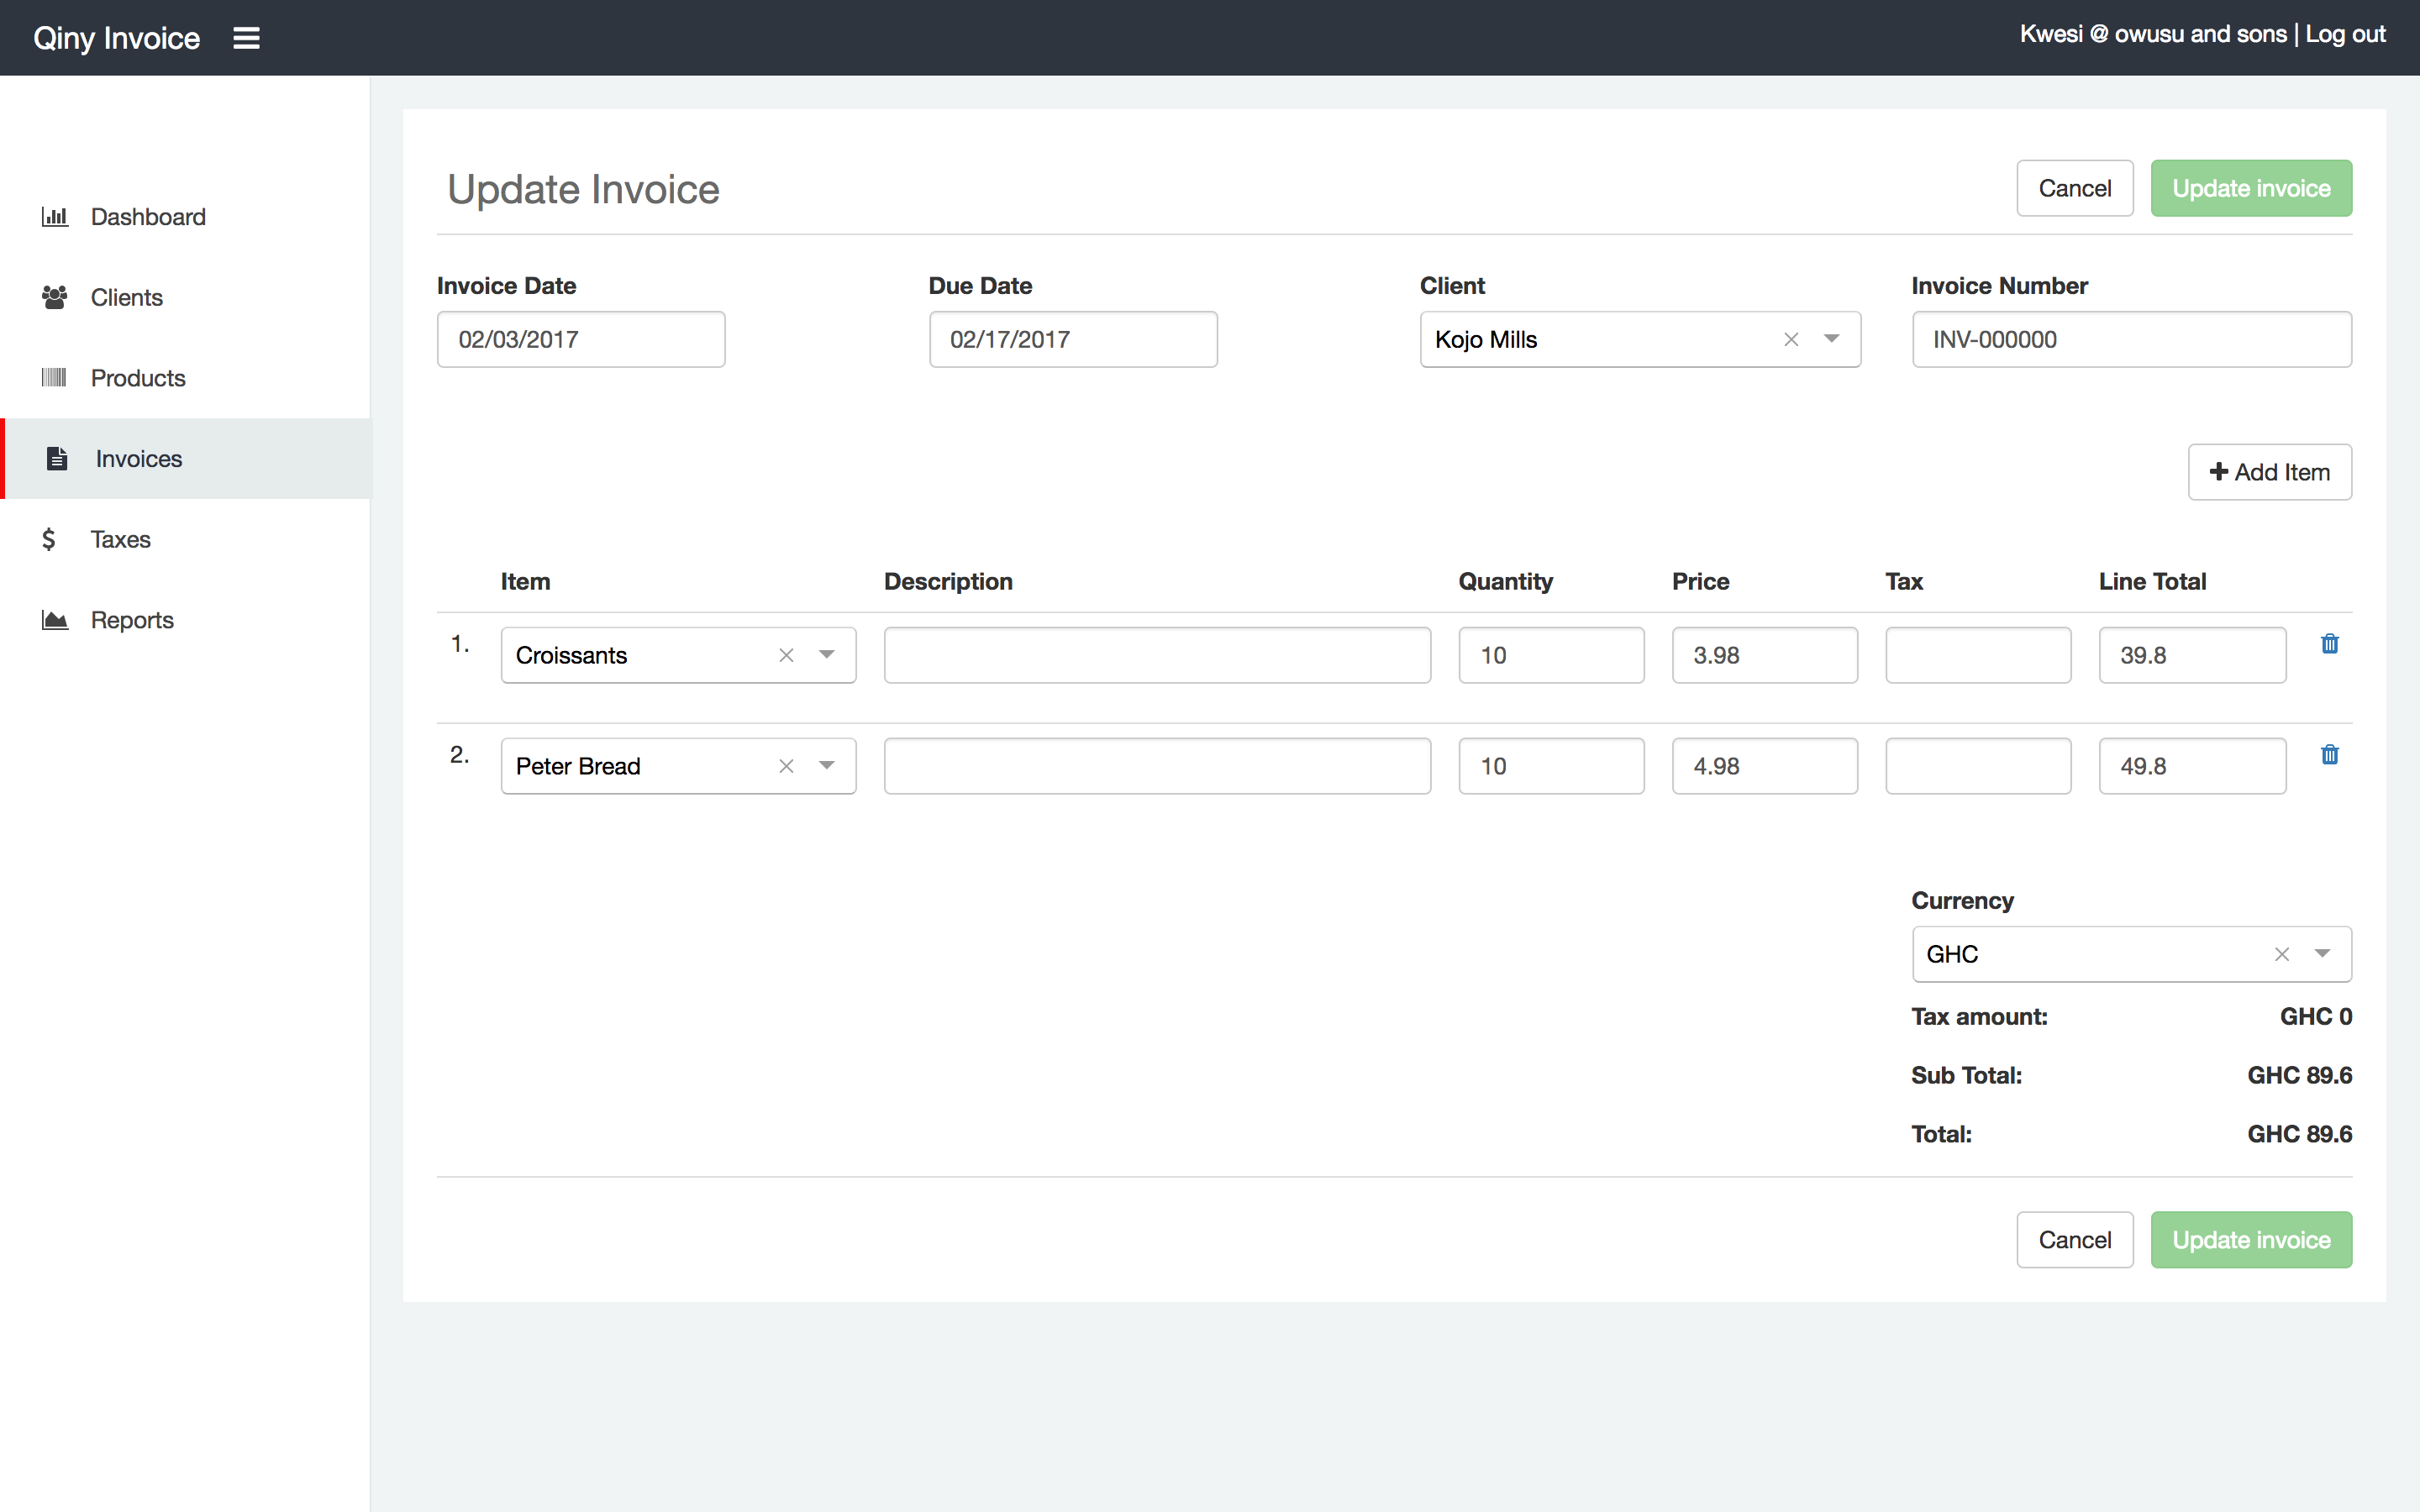 Qiny Invoice
Kwesi @ owusu and sons | Log out
Dashboard
Clients
Products
Invoices
Taxes
Reports
Update Invoice
Cancel
Update invoice
Invoice Date
Due Date
Client
Invoice Number
02/03/2017
02/17/2017
Kojo Mills
INV-000000
Add Item
Item Description Quantity Price Tax Line Total
1. Croissants 10 3.98 39.8
2. Peter Bread 10 4.98 49.8
Currency
GHC
Tax amount: GHC 0
Sub Total: GHC 89.6
Total: GHC 89.6
Cancel
Update invoice